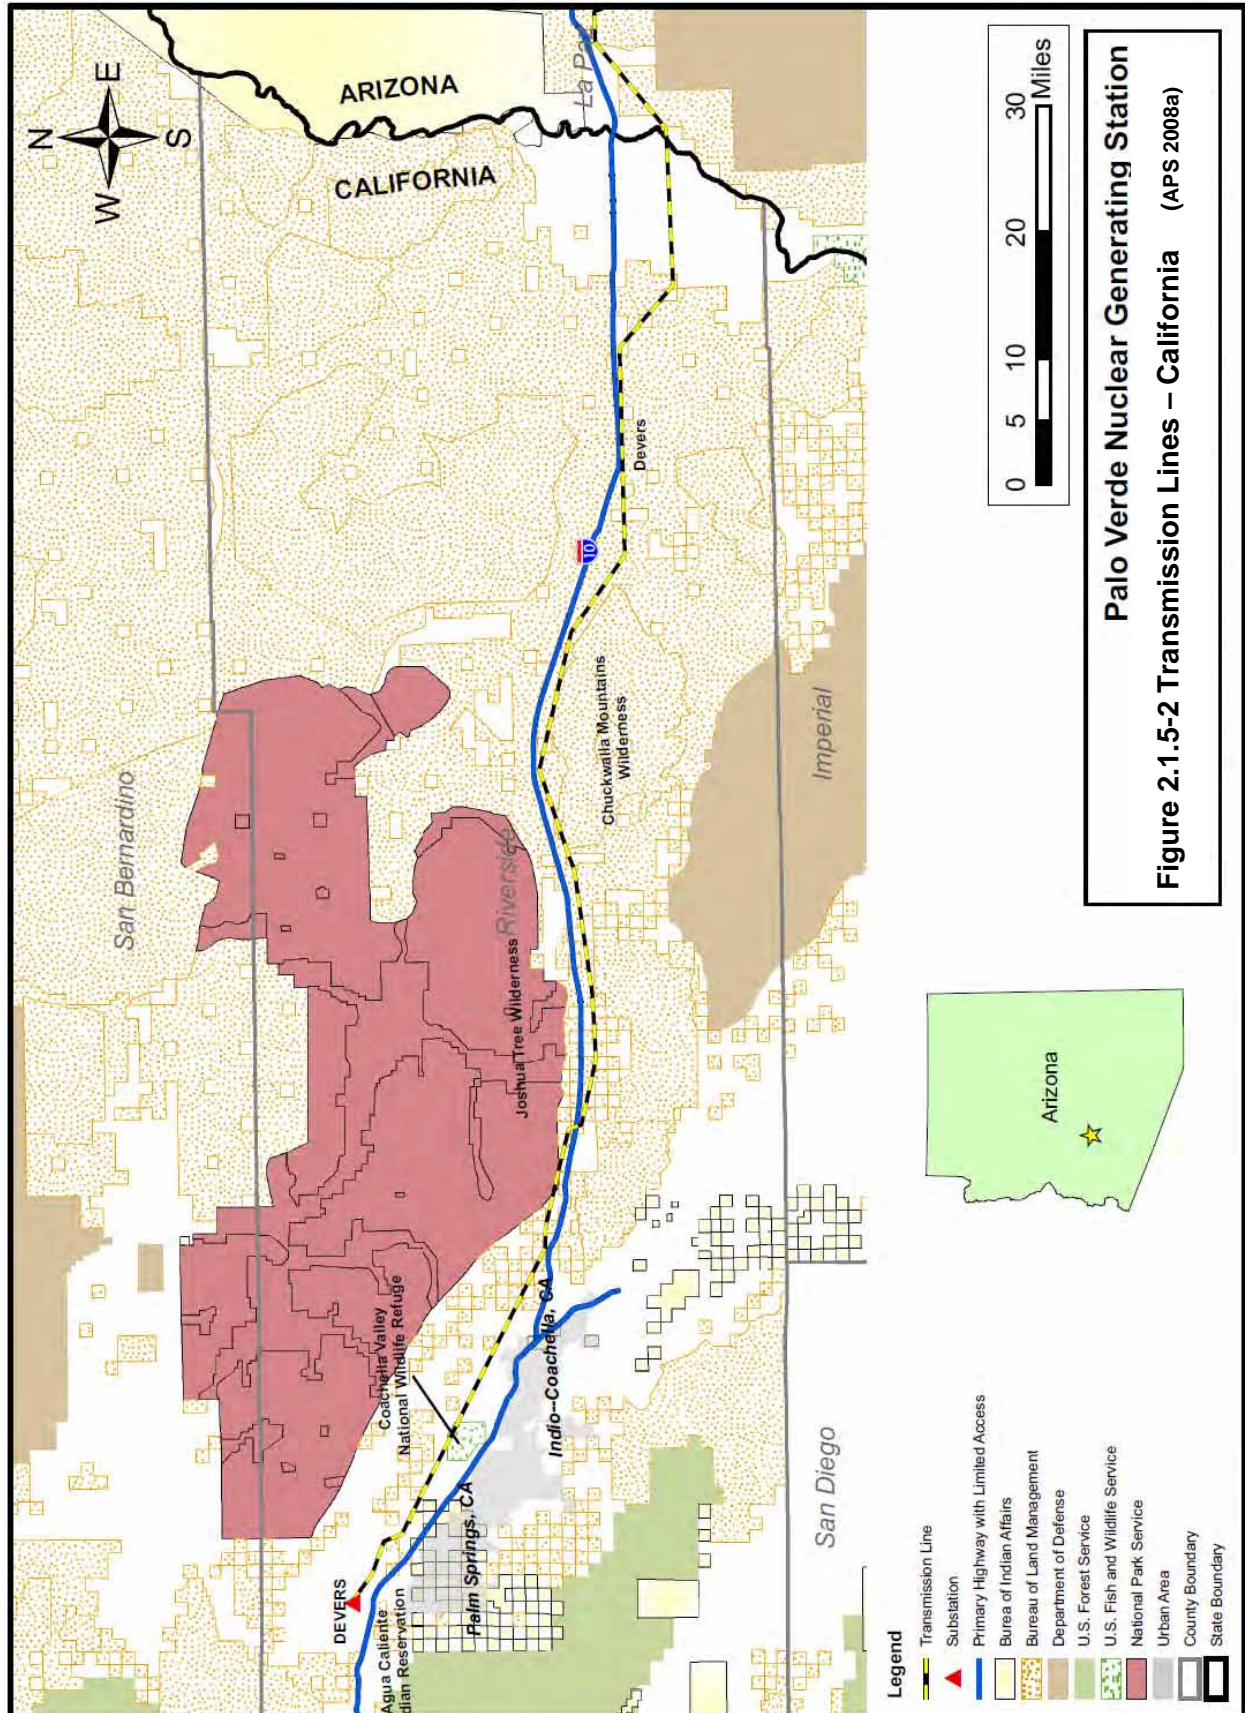 N
W
E
S
ARIZONA
CALIFORNIA
La Paz
San Bernardino
Riverside
Joshua Tree Wilderness
10
Devers
Chuckwalla Mountains
Wilderness
Imperial
Coachella Valley
National Wildlife Refuge
Indio--Coachella, CA
DEVERS
Palm Springs, CA
Agua Caliente
dian Reservation
San Diego
Legend
Transmission Line
Substation
Primary Highway with Limited Access
Burea of Indian Affairs
Bureau of Land Management
Department of Defense
U.S. Forest Service
U.S. Fish and Wildlife Service
National Park Service
Urban Area
County Boundary
State Boundary
Arizona
0 5 10 20 30
Miles
Palo Verde Nuclear Generating Station
Figure 2.1.5-2 Transmission Lines – California (APS 2008a)